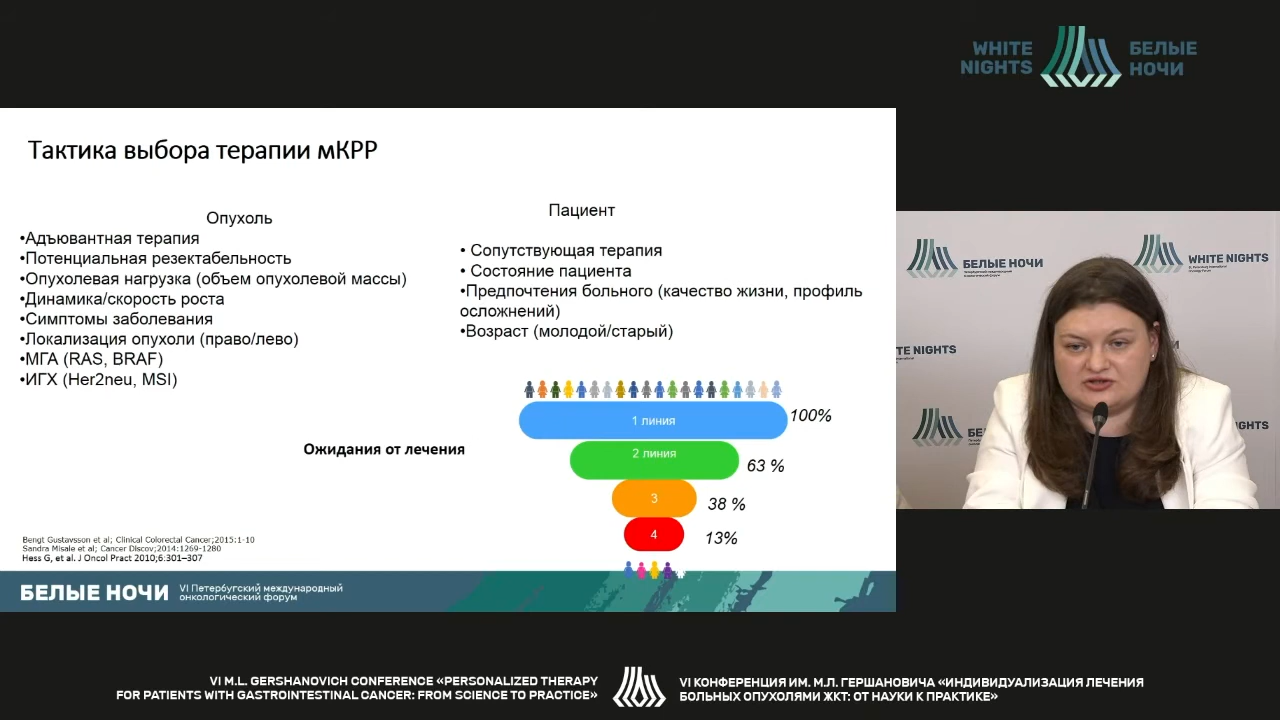 WHITE
NIGHTS
БЕЛЫЕ
НОЧИ
Тактика выбора терапии мКРР
Опухоль
•Адъювантная терапия
•Потенциальная резектабельность
•Опухолевая нагрузка (объем опухолевой массы)
•Динамика/скорость роста
•Симптомы заболевания
•Локализация опухоли (право/лево)
•МГА (RAS, BRAF)
•ИГХ (Her2neu, MSI)
Пациент
• Сопутствующая терапия
• Состояние пациента
•Предпочтения больного (качество жизни, профиль
осложнений)
•Возраст (молодой/старый)
1 линия
100%
2 линия
63 %
3
38 %
4
13%
Ожидания от лечения
Bengt Gustavsson et al; Clinical Colorectal Cancer;2015:1-10
Sandra Misale et al; Cancer Discov;2014:1269-1280
Hess G, et al. J Oncol Pract 2010;6:301–307
БЕЛЫЕ НОЧИ
VI Петербургский международный
онкологический форум
БЕЛЫЕ НОЧИ
WHITE NIGHTS
TE NIGHTS
GHTS
VI M.L. GERSHANOVICH CONFERENCE «PERSONALIZED THERAPY
FOR PATIENTS WITH GASTROINTESTINAL CANCER: FROM SCIENCE TO PRACTICE»
VI КОНФЕРЕНЦИЯ ИМ. М.Л. ГЕРШАНОВИЧА «ИНДИВИДУАЛИЗАЦИЯ ЛЕЧЕНИЯ
БОЛЬНЫХ ОПУХОЛЯМИ ЖКТ: ОТ НАУКИ К ПРАКТИКЕ»